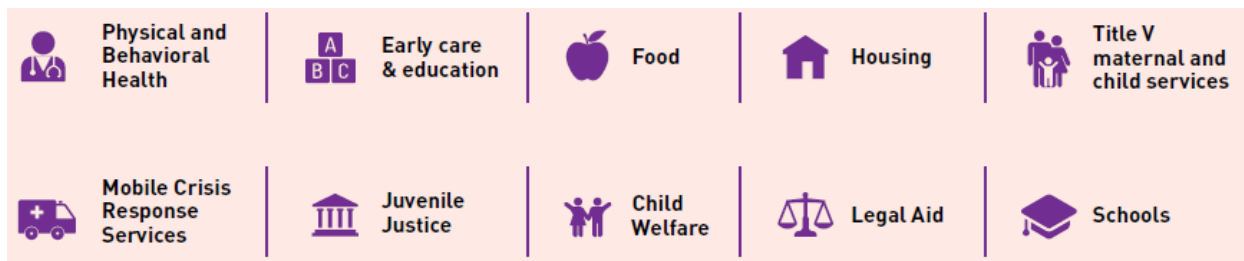 Physical and
Behavioral
Health
A
B C
Early care
& education
Food
Housing
Title V
maternal and
child services
Mobile Crisis
Response
Services
Juvenile
Justice
Child
Welfare
Legal Aid
Schools